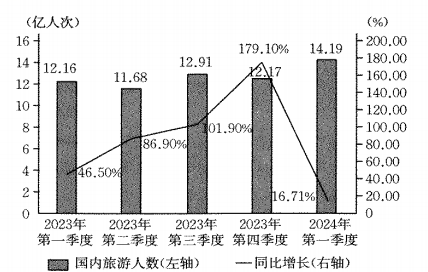 (亿人次) (%)
16 200.00
14 180.00
12 160.00
10 140.00
8 120.00
6 100.00
4 80.00
2 60.00
0 40.00
20.00
0
12.16 11.68 12.91 12.17 14.19
46.50% 86.90% 101.90% 179.10% 16.71%
2023年 2023年 2023年 2023年 2024年
第一季度 第二季度 第三季度 第四季度 第一季度
国内旅游人数(左轴) 同比增长(右轴)